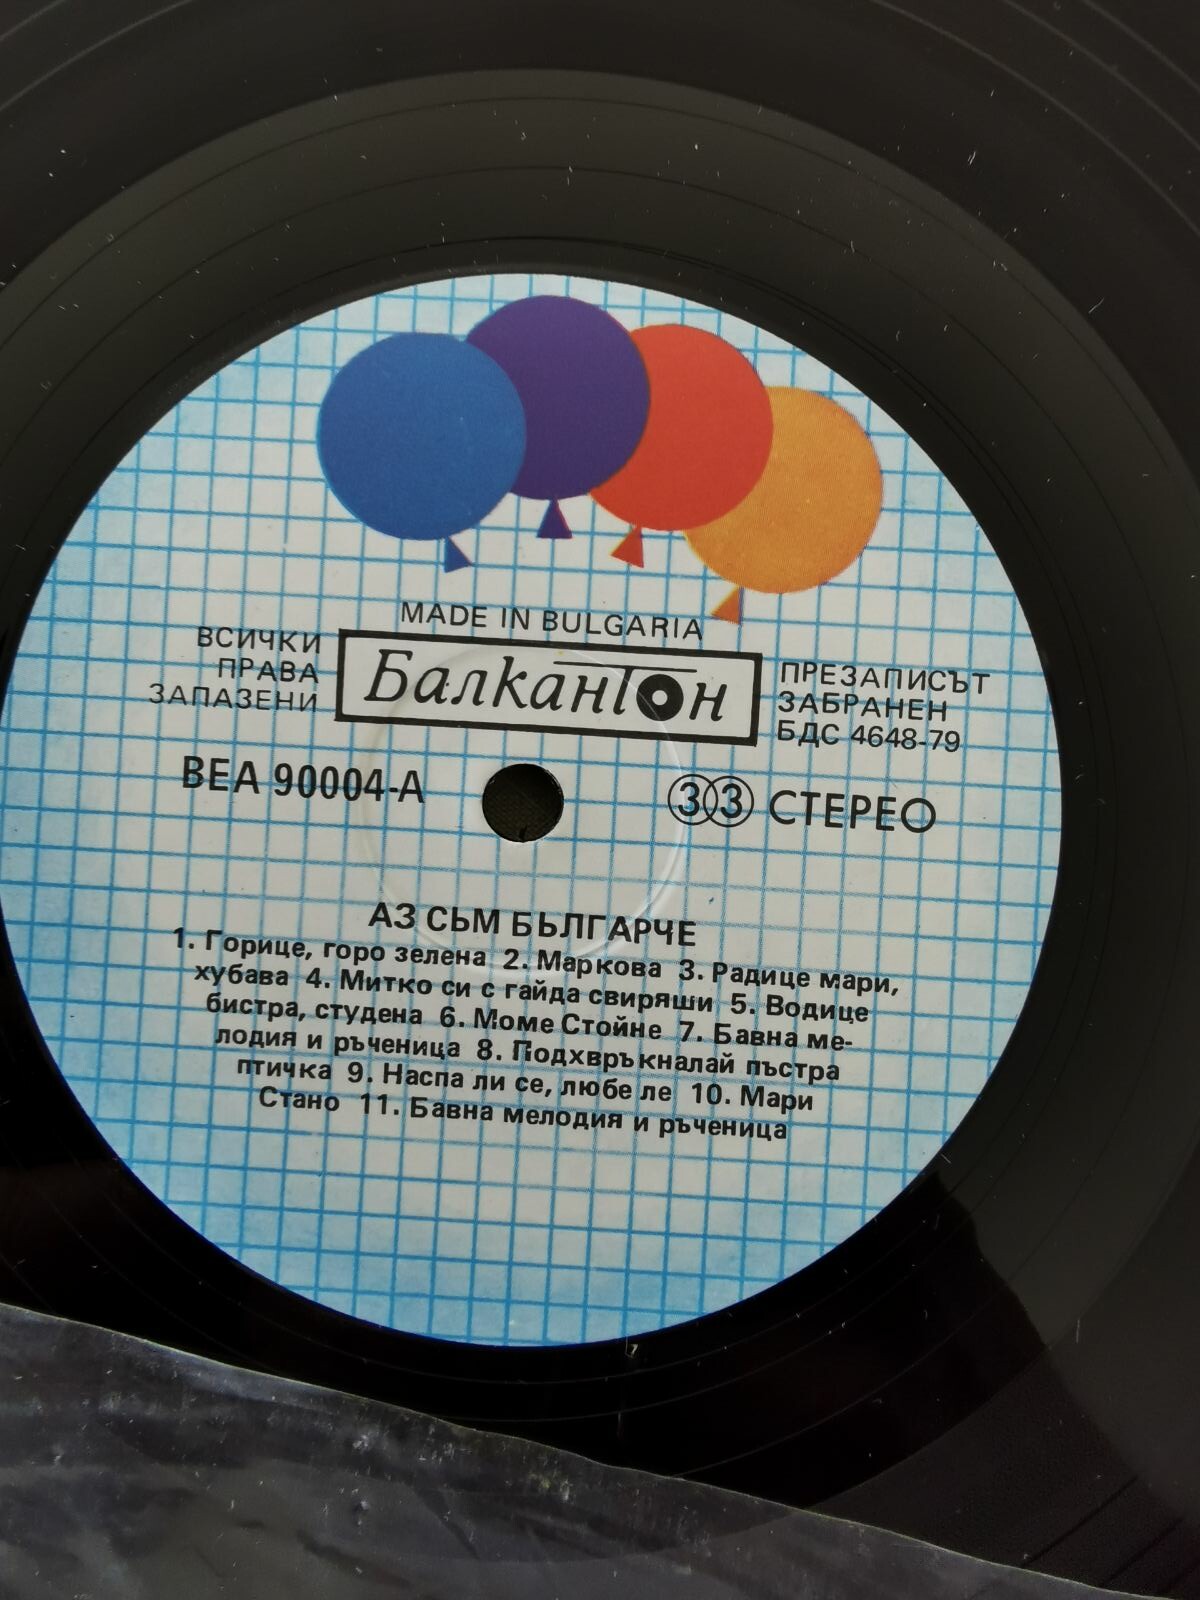 MADE IN BULGARIA
ВСИЧКИ
ПРАВА
ЗАПАЗЕНИ
Балкантон
ПРЕЗАПИСЪТ
ЗАБРАНЕН
БДС 4648-79
ВЕА 90004-А
33 СТЕРЕО
АЗ СЪМ БЪЛГАРЧЕ
1. Горице, горо зелена 2. Маркова 3. Радице мари,
хубава 4. Митко си с гайда свиряши 5. Водице
бистра, студена 6. Моме Стойне 7. Бавна ме-
лодия и ръченица 8. Подхвръкналай пъстра
птичка 9. Наспа ли се, любе ле 10. Мари
Стано 11. Бавна мелодия и ръченица